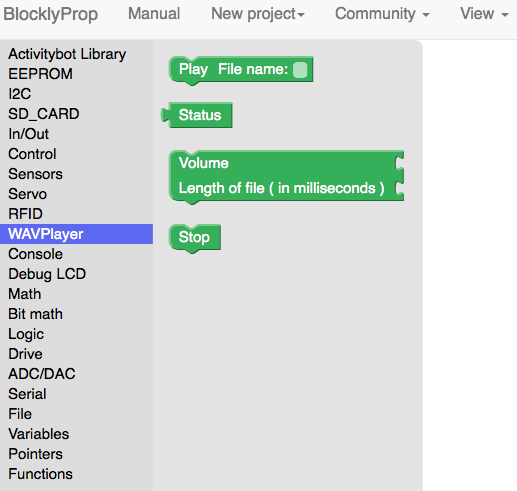 BlocklyProp Manual New project Community View
Activitybot Library
EEPROM
I2C
SD_CARD
In/Out
Control
Sensors
Servo
RFID
WAVPlayer
Console
Debug LCD
Math
Bit math
Logic
Drive
ADC/DAC
Serial
File
Variables
Pointers
Functions
Play File name:
Status
Volume
Length of file ( in milliseconds )
Stop